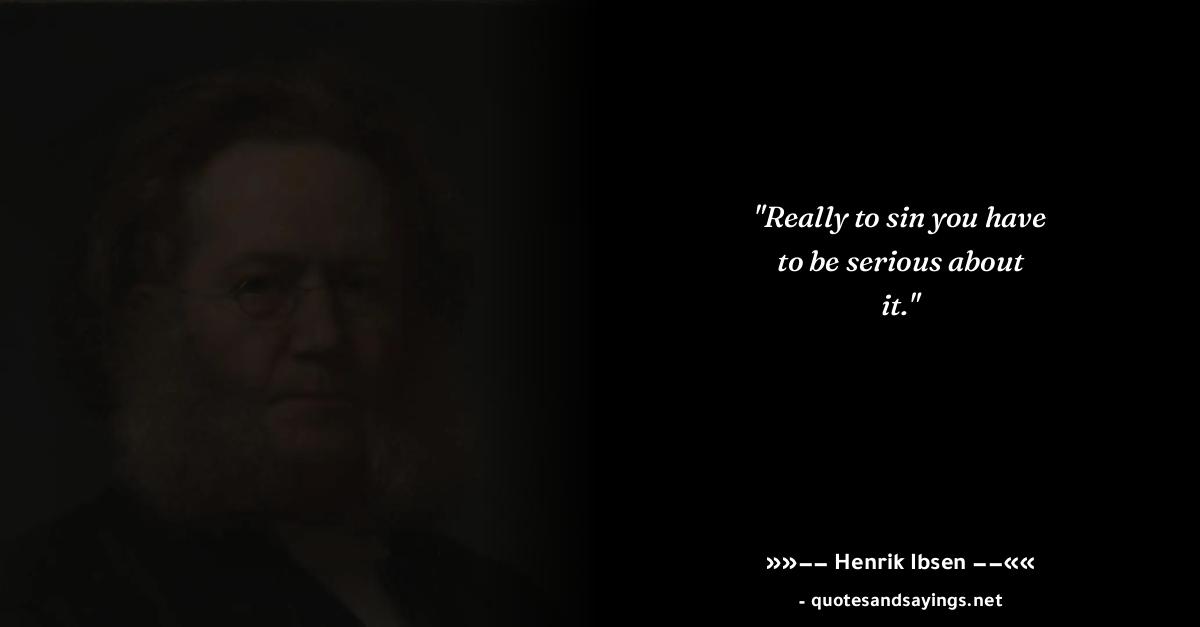 "Really to sin you have
to be serious about
it."
»»−− Henrik Ibsen −−««
- quotesandsayings.net